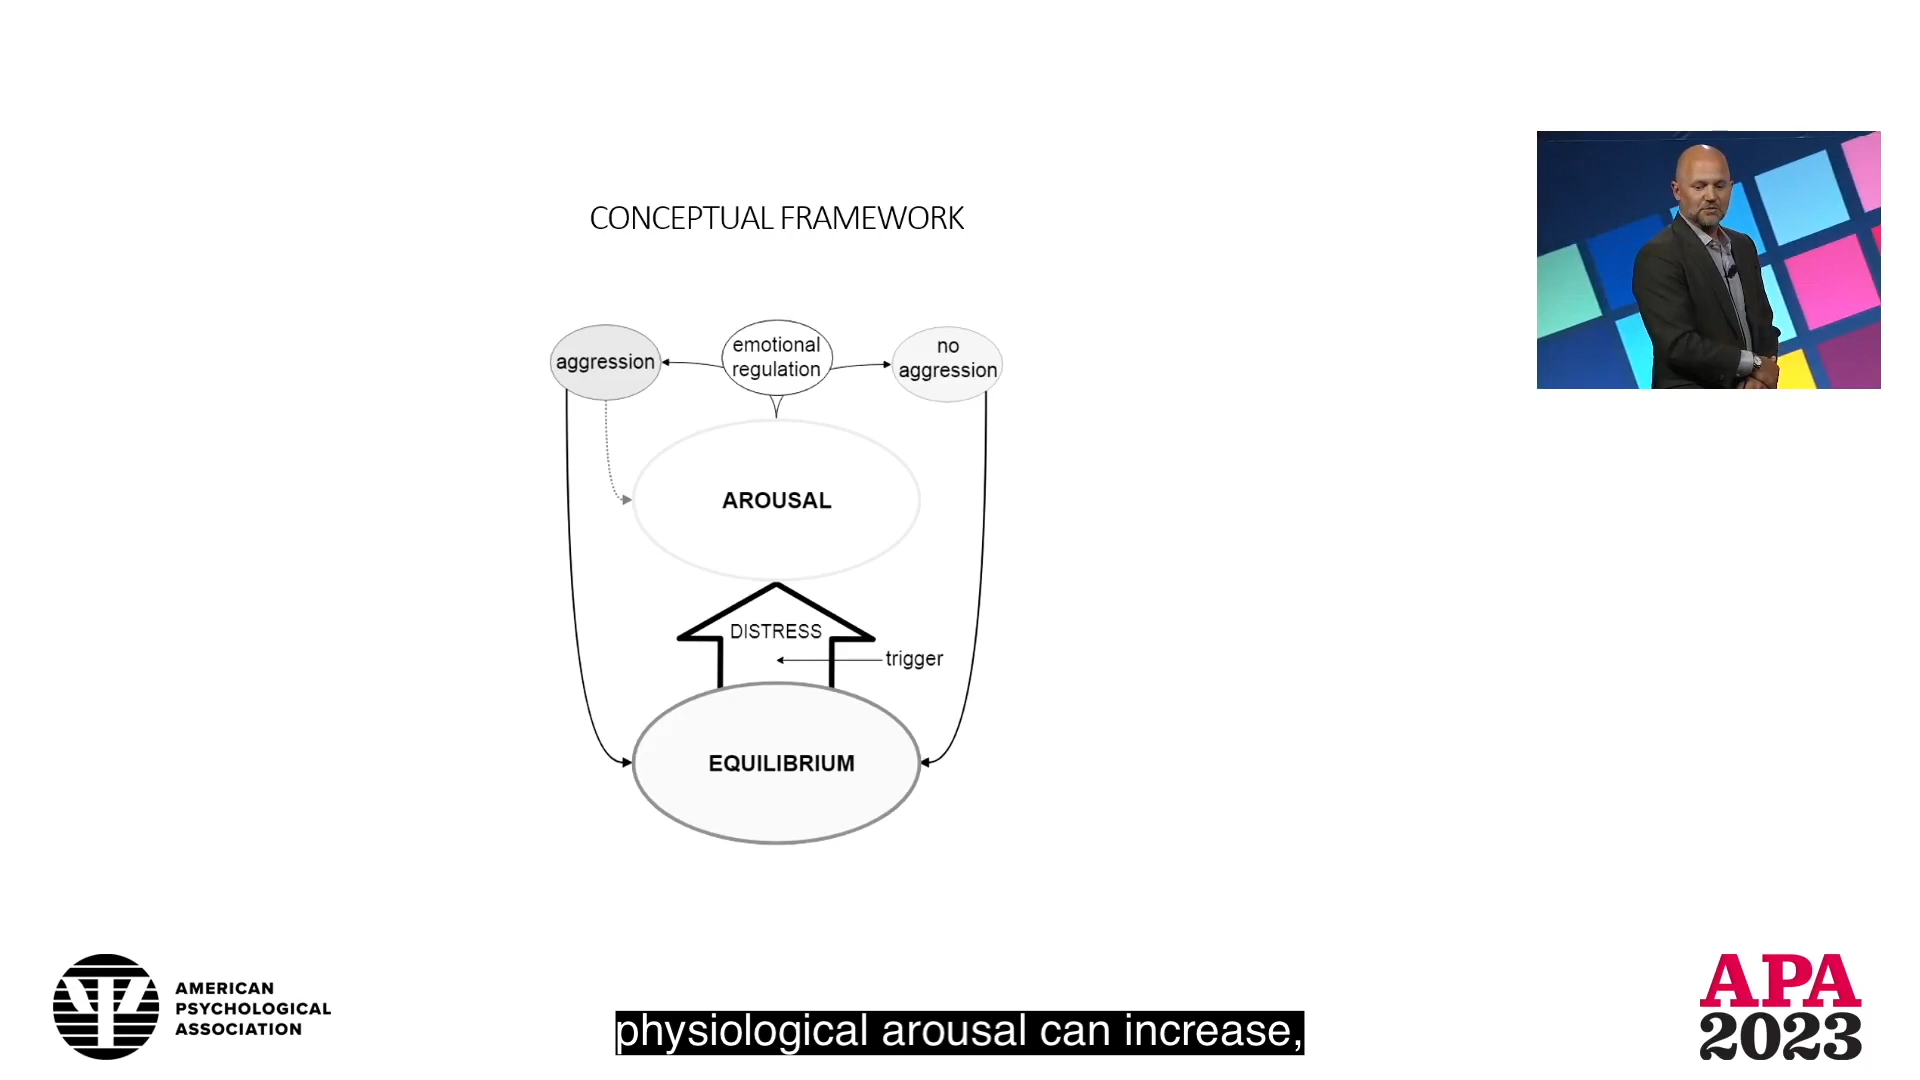 CONCEPTUAL FRAMEWORK
aggression
emotional
regulation
no
aggression
AROUSAL
DISTRESS
trigger
EQUILIBRIUM
AMERICAN
PSYCHOLOGICAL
ASSOCIATION
physiological arousal can increase,
APA
2023